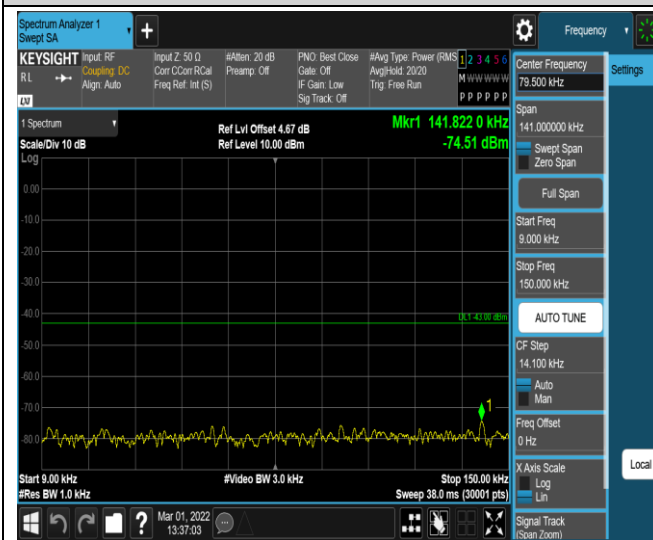 Spectrum Analyzer 1
Swept SA
+
Frequency
KEYSIGHT
RL
LXI
Input: RF
Coupling: DC
Align: Auto
Input Z: 50 Ω
Corr CCorr RCal
Freq Ref: Int (S)
#Atten: 20 dB
Preamp: Off
PNO: Best Close
Gate: Off
IF Gain: Low
Sig Track: Off
#Avg Type: Power (RMS
Avg|Hold: 20/20
Trig: Free Run
1 2 3 4 5 6
M W W W W W
P P P P P P
1 Spectrum
Scale/Div 10 dB
Log
Ref Lvl Offset 4.67 dB
Ref Level 10.00 dBm
Mkr1 141.822 0 kHz
-74.51 dBm
0.00
-10.0
-20.0
-30.0
-40.0
DL1 -43.00 dBm
-50.0
-60.0
-70.0
1
-80.0
Start 9.00 kHz
#Res BW 1.0 kHz
#Video BW 3.0 kHz
Stop 150.00 kHz
Sweep 38.0 ms (30001 pts)
?
Mar 01, 2022
13:37:03
Center Frequency
79.500 kHz
Span
141.000000 kHz
Swept Span
Zero Span
Full Span
Start Freq
9.000 kHz
Stop Freq
150.000 kHz
AUTO TUNE
CF Step
14.100 kHz
Auto
Man
Freq Offset
0 Hz
X Axis Scale
Log
Lin
Signal Track
(Span Zoom)
Settings
Local